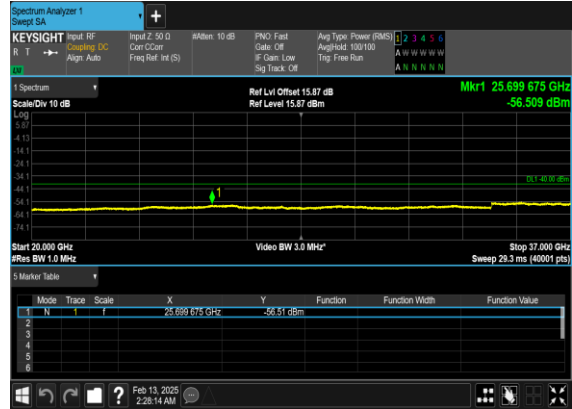 Spectrum Analyzer 1
Swept SA
+
KEYSIGHT Input: RF Input Z: 50 Ω #Atten: 10 dB PNO: Fast Avg Type: Power (RMS) 1 2 3 4 5 6
R T Coupling: DC Corr CCorr Gate: Off Avg|Hold: 100/100 A W W W W W
Align: Auto Freq Ref: Int (S) IF Gain: Low Trig: Free Run
LW Sig Track: Off A N N N N N
1 Spectrum Ref Lvl Offset 15.87 dB Mkr1 25.699 675 GHz
Scale/Div 10 dB Ref Level 15.87 dBm -56.509 dBm
Log
5.87
-4.13
-14.1
-24.1
-34.1
DL1 -40.00 dBm
-44.1
1
-54.1
-64.1
-74.1
Start 20.000 GHz Video BW 3.0 MHz* Stop 37.000 GHz
#Res BW 1.0 MHz Sweep 29.3 ms (40001 pts)
5 Marker Table
Mode Trace Scale X Y Function Function Width Function Value
1 N 1 f 25.699 675 GHz -56.51 dBm
2
3
4
5
6
? Feb 13, 2025
2:28:14 AM